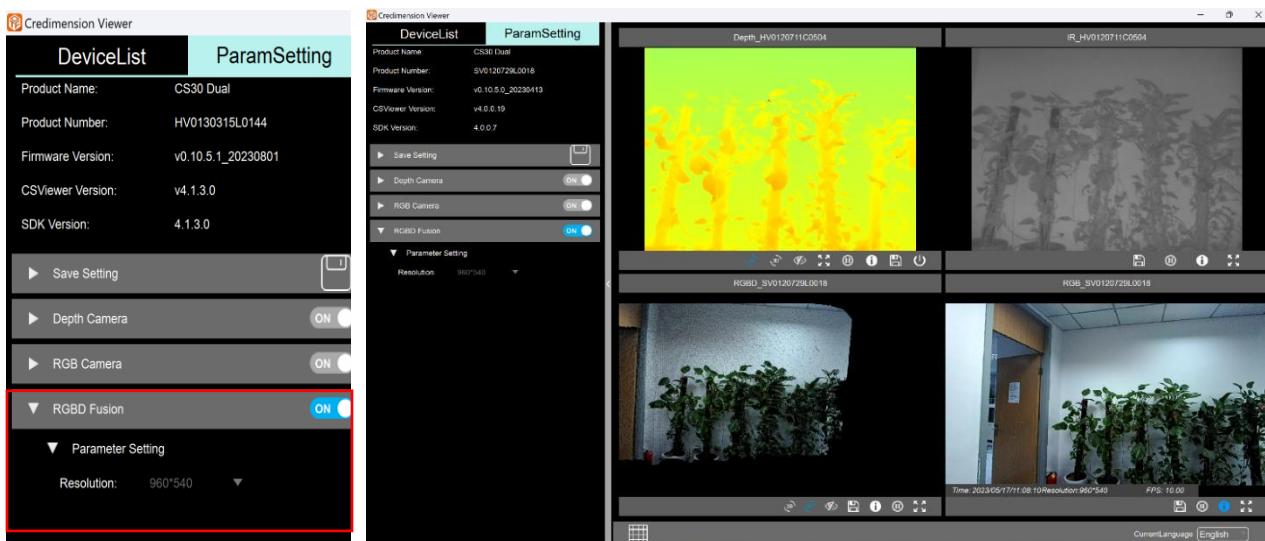 Credimension Viewer
DeviceList ParamSetting
Product Name: CS30 Dual
Product Number: HV0130315L0144
Firmware Version: v0.10.5.1_20230801
CSViewer Version: v4.1.3.0
SDK Version: 4.1.3.0
Save Setting
Depth Camera ON
RGB Camera ON
RGBD Fusion ON
Parameter Setting
Resolution: 960*540
Credimension Viewer
DeviceList ParamSetting
Product Name: CS30 Dual
Product Number: SV0120729L0018
Firmware Version: v0.10.5.0_20230413
CSViewer Version: v4.0.0.19
SDK Version: 4.0.0.7
Save Setting
Depth Camera ON
RGB Camera ON
RGBD Fusion ON
Parameter Setting
Resolution: 960*540
Depth_HV0120711C0504
IR_HV0120711C0504
RGBD_SV0120729L0018
RGB_SV0120729L0018
Time: 2023/05/17/11:08:10 Resolution:960*540 FPS: 10.00
CurrentLanguage English